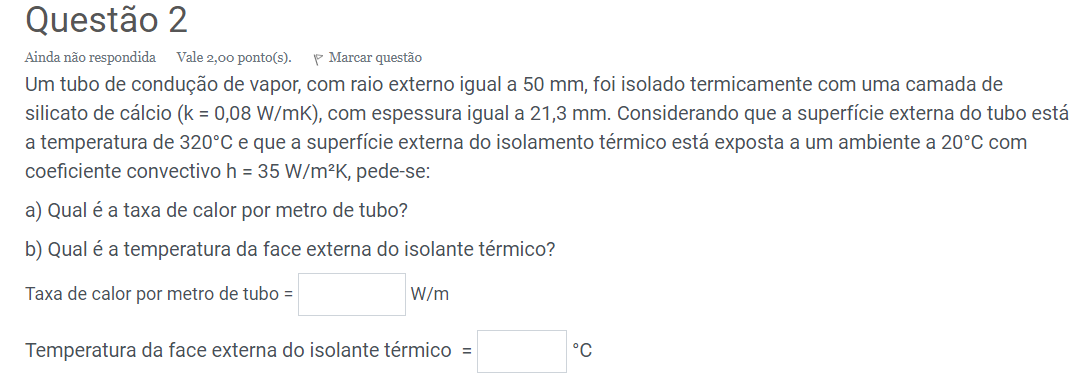 Questão 2
Ainda não respondida Vale 2,00 ponto(s). Marcar questão
Um tubo de condução de vapor, com raio externo igual a 50 mm, foi isolado termicamente com uma camada de
silicato de cálcio (k = 0,08 W/mK), com espessura igual a 21,3 mm. Considerando que a superfície externa do tubo está
a temperatura de 320°C e que a superfície externa do isolamento térmico está exposta a um ambiente a 20°C com
coeficiente convectivo h = 35 W/m²K, pede-se:
a) Qual é a taxa de calor por metro de tubo?
b) Qual é a temperatura da face externa do isolante térmico?
Taxa de calor por metro de tubo = W/m
Temperatura da face externa do isolante térmico = °C